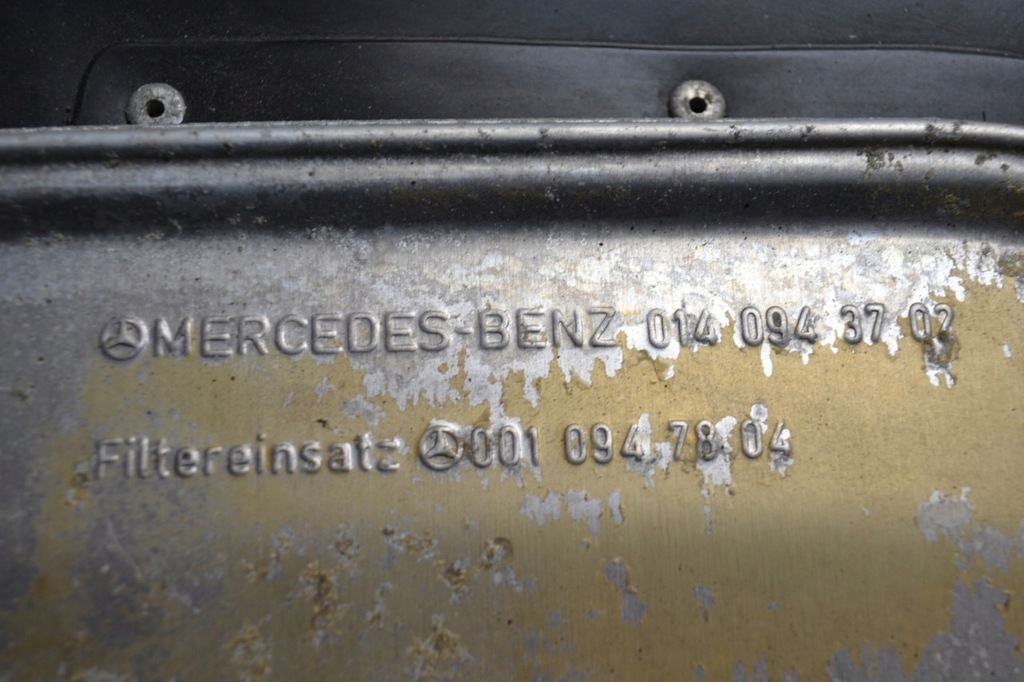 MERCEDES-BENZ 014 094 37 02
Filtereinsatz 001 094 78 04